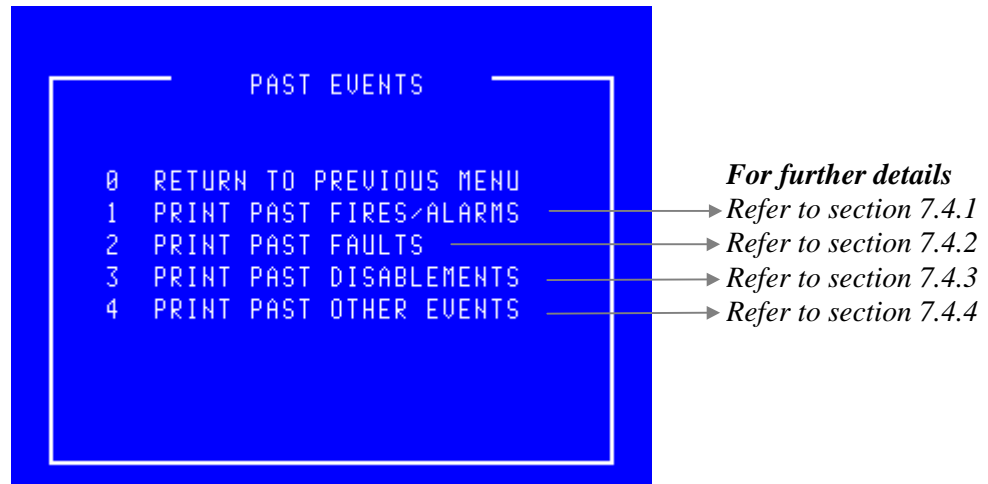 PAST EVENTS
0 RETURN TO PREVIOUS MENU
For further details
1 PRINT PAST FIRES/ALARMS
Refer to section 7.4.1
2 PRINT PAST FAULTS
Refer to section 7.4.2
3 PRINT PAST DISABLEMENTS
Refer to section 7.4.3
4 PRINT PAST OTHER EVENTS
Refer to section 7.4.4